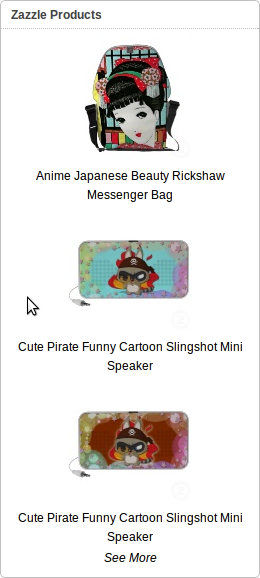 Zazzle Products
Anime Japanese Beauty Rickshaw
Messenger Bag
Cute Pirate Funny Cartoon Slingshot Mini
Speaker
Cute Pirate Funny Cartoon Slingshot Mini
Speaker
See More